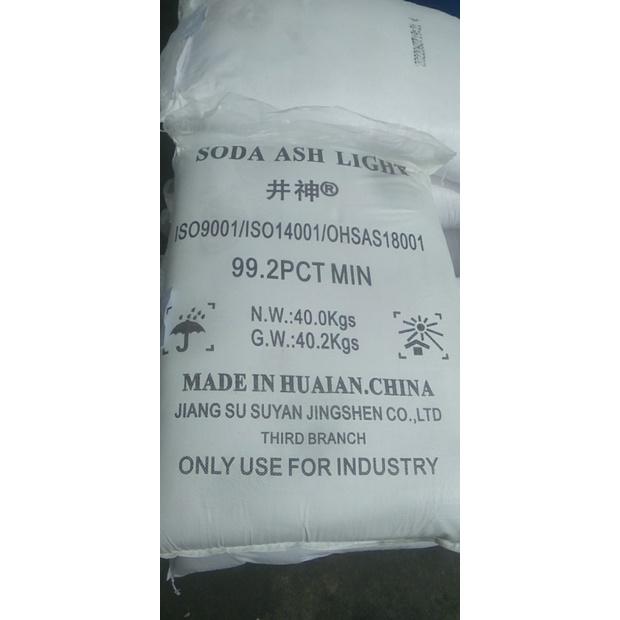 SODA ASH LIGHT
井神®
ISO9001/ISO14001/OHSAS18001
99.2PCT MIN
N.W.:40.0Kgs
G.W.:40.2Kgs
MADE IN HUAIAN.CHINA
JIANG SU SUYAN JINGSHEN CO.,LTD
THIRD BRANCH
ONLY USE FOR INDUSTRY